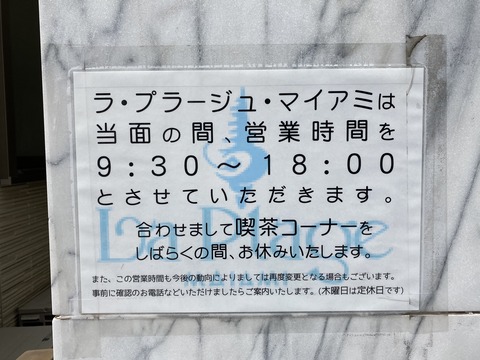 ラ・プラージュ・マイアミは
当面の間、営業時間を
9:30～18:00
とさせていただきます。
合わせまして喫茶コーナーを
しばらくの間、お休みいたします。
また、この営業時間も今後の動向によりましては再度変更となる場合もございます。
事前に確認のお電話などいただけましたらご案内いたします。(木曜日は定休日です)
La Plage
MAIAMI